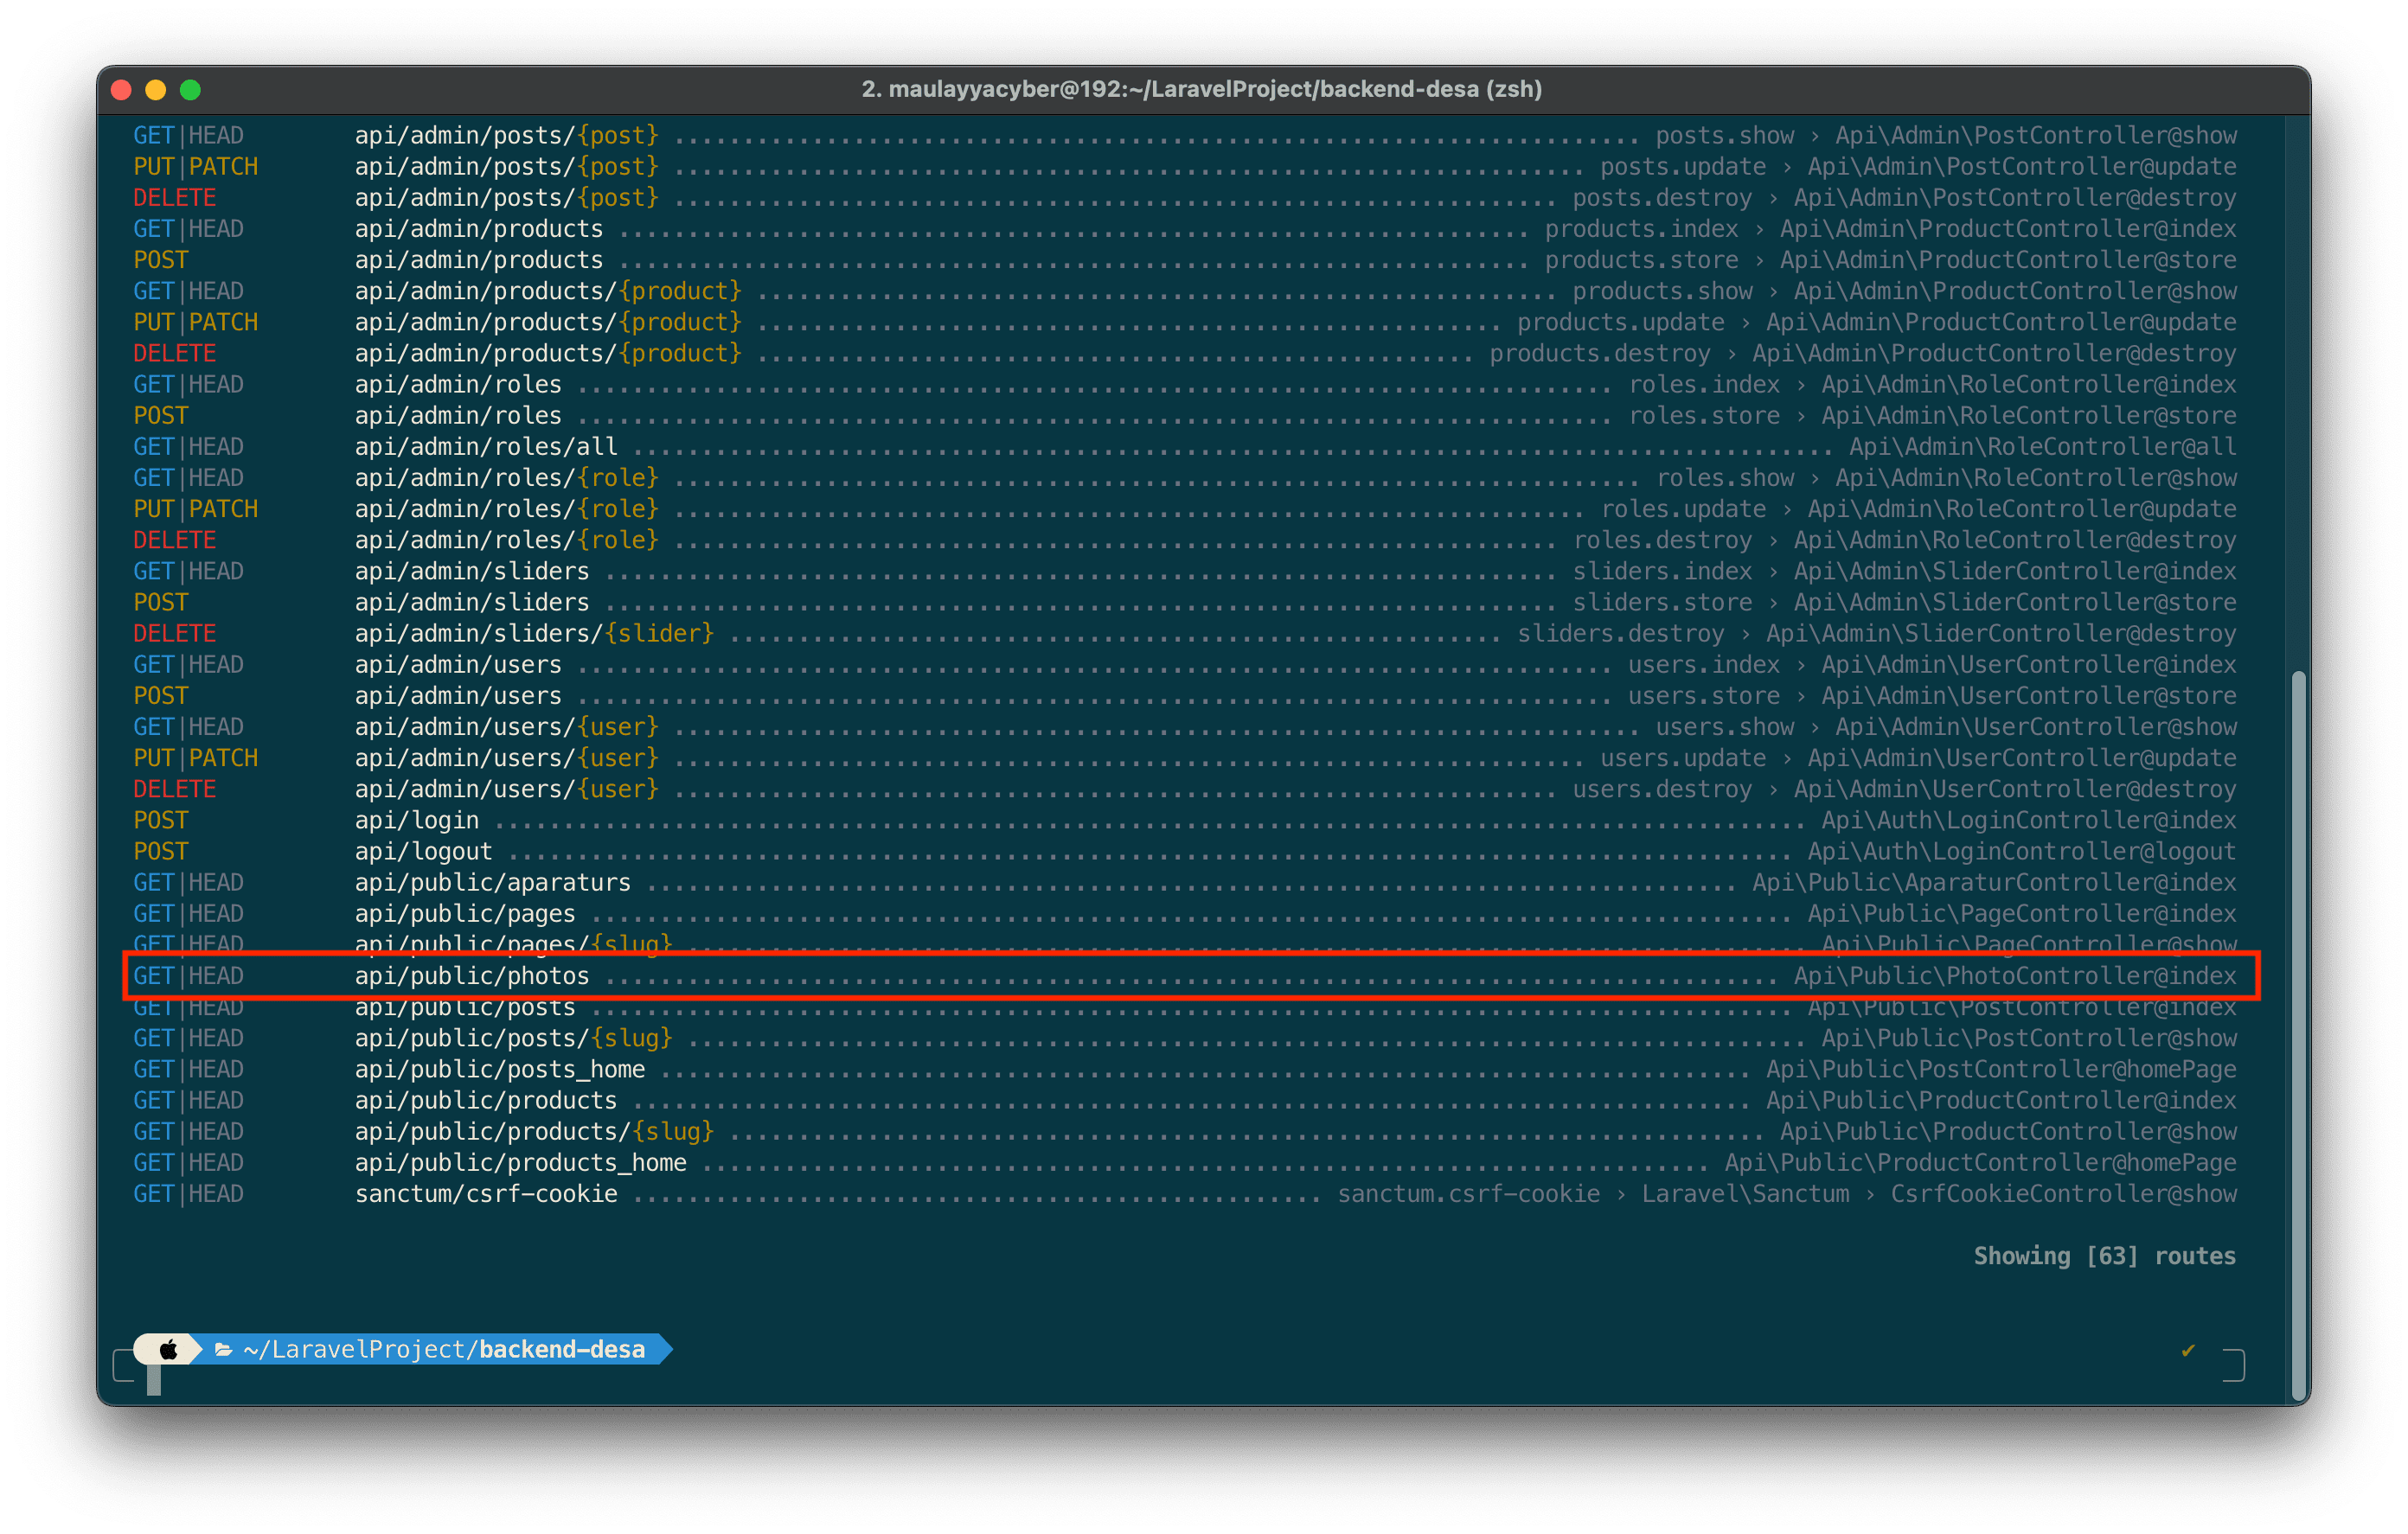 2. maulayyacyber@192:~/LaravelProject/backend-desa (zsh)
GET|HEAD api/admin/posts/{post} ........ posts.show › Api\Admin\PostController@show
PUT|PATCH api/admin/posts/{post} ........ posts.update › Api\Admin\PostController@update
DELETE api/admin/posts/{post} ........ posts.destroy › Api\Admin\PostController@destroy
GET|HEAD api/admin/products ........ products.index › Api\Admin\ProductController@index
POST api/admin/products ........ products.store › Api\Admin\ProductController@store
GET|HEAD api/admin/products/{product} ........ products.show › Api\Admin\ProductController@show
PUT|PATCH api/admin/products/{product} ........ products.update › Api\Admin\ProductController@update
DELETE api/admin/products/{product} ........ products.destroy › Api\Admin\ProductController@destroy
GET|HEAD api/admin/roles ........ roles.index › Api\Admin\RoleController@index
POST api/admin/roles ........ roles.store › Api\Admin\RoleController@store
GET|HEAD api/admin/roles/all ........ Api\Admin\RoleController@all
GET|HEAD api/admin/roles/{role} ........ roles.show › Api\Admin\RoleController@show
PUT|PATCH api/admin/roles/{role} ........ roles.update › Api\Admin\RoleController@update
DELETE api/admin/roles/{role} ........ roles.destroy › Api\Admin\RoleController@destroy
GET|HEAD api/admin/sliders ........ sliders.index › Api\Admin\SliderController@index
POST api/admin/sliders ........ sliders.store › Api\Admin\SliderController@store
DELETE api/admin/sliders/{slider} ........ sliders.destroy › Api\Admin\SliderController@destroy
GET|HEAD api/admin/users ........ users.index › Api\Admin\UserController@index
POST api/admin/users ........ users.store › Api\Admin\UserController@store
GET|HEAD api/admin/users/{user} ........ users.show › Api\Admin\UserController@show
PUT|PATCH api/admin/users/{user} ........ users.update › Api\Admin\UserController@update
DELETE api/admin/users/{user} ........ users.destroy › Api\Admin\UserController@destroy
POST api/login ........ Api\Auth\LoginController@index
POST api/logout ........ Api\Auth\LoginController@logout
GET|HEAD api/public/aparaturs ........ Api\Public\AparaturController@index
GET|HEAD api/public/pages ........ Api\Public\PageController@index
GET|HEAD api/public/pages/{slug} ........ Api\Public\PageController@show
GET|HEAD api/public/photos ........ Api\Public\PhotoController@index
GET|HEAD api/public/posts ........ Api\Public\PostController@index
GET|HEAD api/public/posts/{slug} ........ Api\Public\PostController@show
GET|HEAD api/public/posts_home ........ Api\Public\PostController@homePage
GET|HEAD api/public/products ........ Api\Public\ProductController@index
GET|HEAD api/public/products/{slug} ........ Api\Public\ProductController@show
GET|HEAD api/public/products_home ........ Api\Public\ProductController@homePage
GET|HEAD sanctum/csrf-cookie ........ sanctum.csrf-cookie › Laravel\Sanctum › CsrfCookieController@show
Showing [63] routes
~/LaravelProject/backend-desa ✔